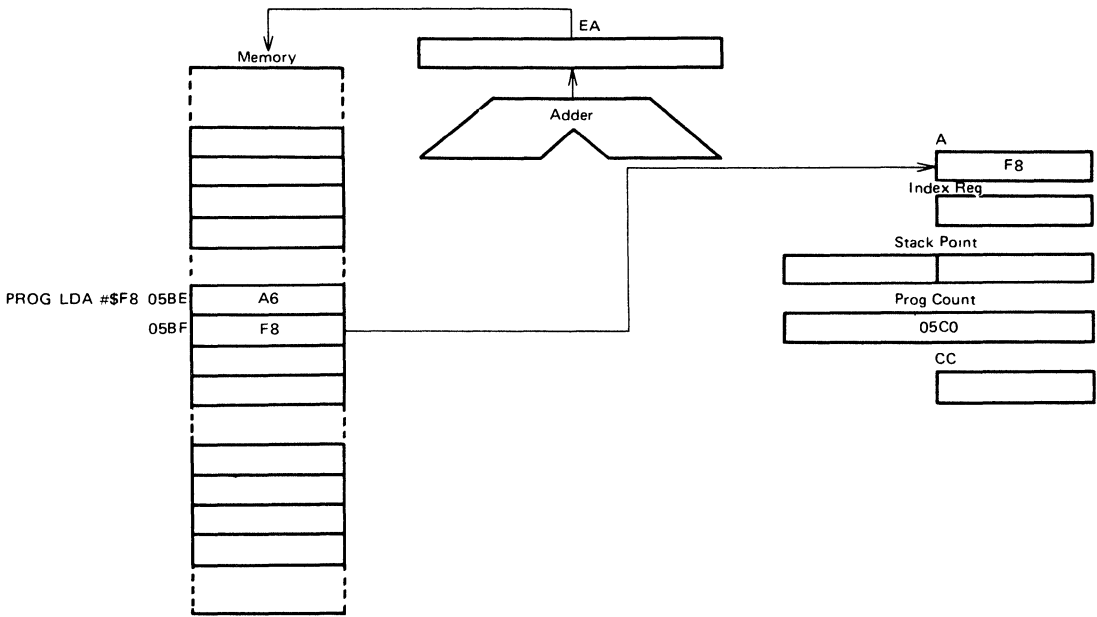 EA
Memory
Adder
A
F8
Index Reg
Stack Point
PROG LDA #$F8 05BE
A6
Prog Count
05BF
F8
05C0
CC